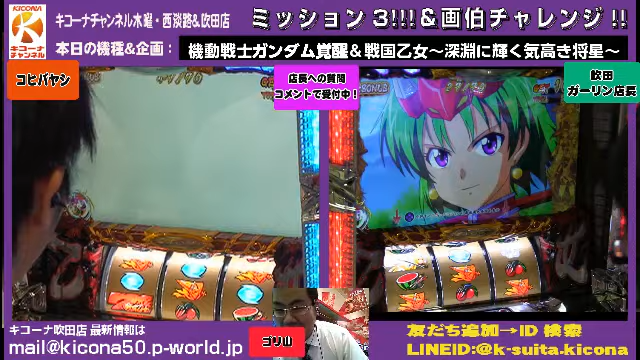 KICONA
キコーナ
チャンネル
キコーナチャンネル水曜・西淡路&吹田店
ミッション3!!!&画伯チャレンジ!!
本日の機種&企画:
機動戦士ガンダム覚醒&戦国乙女~深淵に輝く気高き将星~
コヒバヤシ
店長への質問
コメントで受付中!
吹田
ガーリン店長
BONUS
キコーナ吹田店 最新情報は
mail@kicona50.p-world.jp
ゴリ山
友だち追加→ID 検索
LINEID:@k-suita.kicona